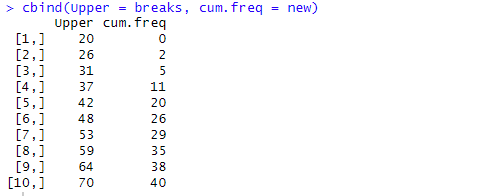 > cbind(Upper = breaks, cum.freq = new)
      Upper cum.freq
 [1,]    20        0
 [2,]    26        2
 [3,]    31        5
 [4,]    37       11
 [5,]    42       20
 [6,]    48       26
 [7,]    53       29
 [8,]    59       35
 [9,]    64       38
[10,]    70       40